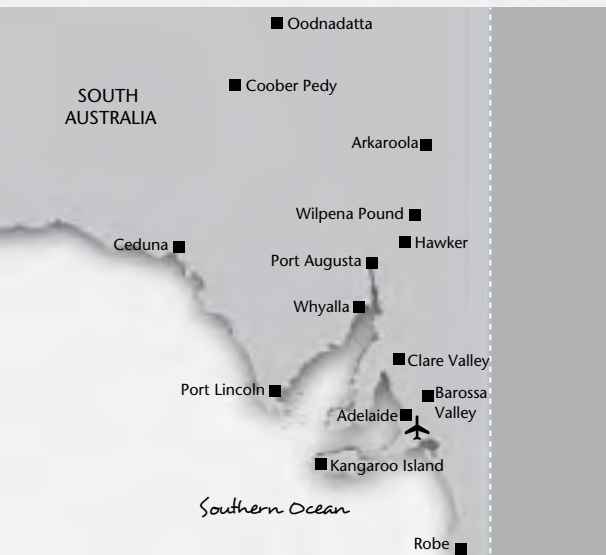 Oodnadatta
Coober Pedy
SOUTH
AUSTRALIA
Arkaroola
Wilpena Pound
Hawker
Ceduna
Port Augusta
Whyalla
Clare Valley
Port Lincoln
Barossa
Valley
Adelaide
Kangaroo Island
Southern Ocean
Robe